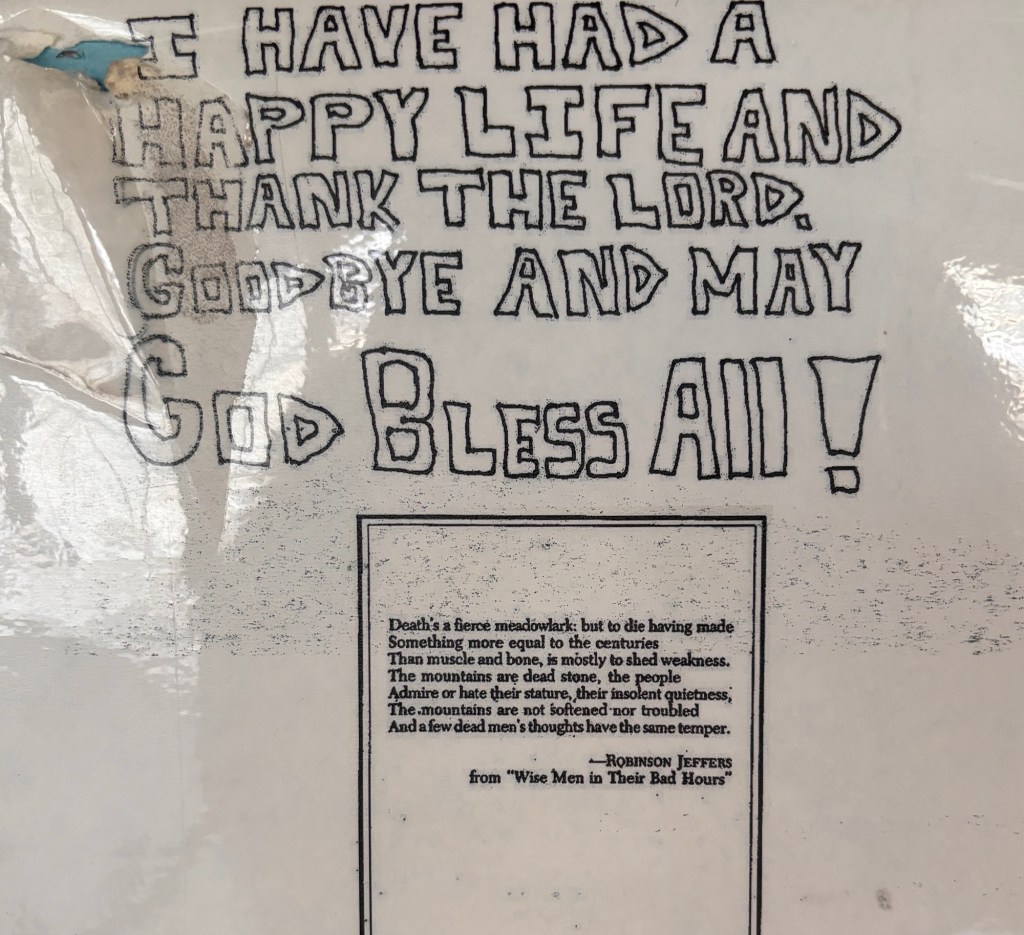 I HAVE HAD A
HAPPY LIFE AND
THANK THE LORD.
GOODBYE AND MAY
GOD BLESS ALL!
Death's a fierce meadowlark: but to die having made
Something more equal to the centuries
Than muscle and bone, is mostly to shed weakness.
The mountains are dead stone, the people
Admire or hate their stature, their insolent quietness,
The mountains are not softened nor troubled
And a few dead men's thoughts have the same temper.
—ROBINSON JEFFERS
from "Wise Men in Their Bad Hours"